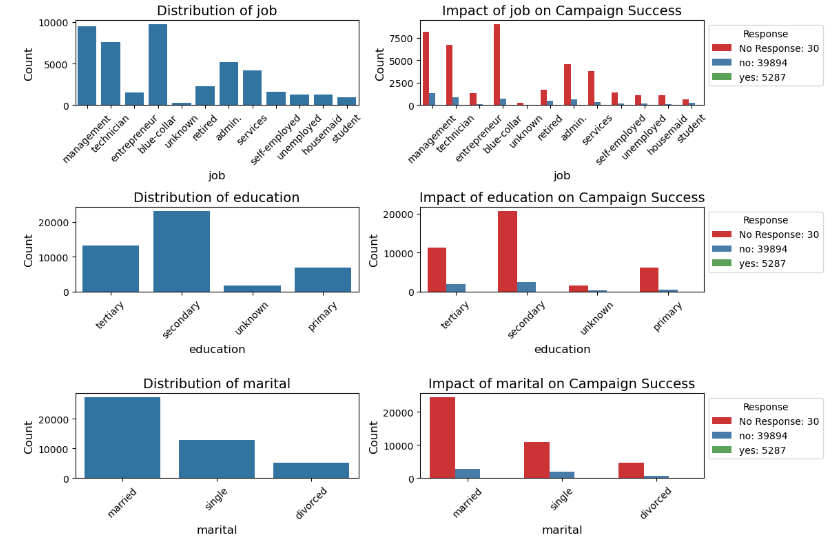 Distribution of job
Count
10000
5000
0
management
technician
entrepreneur
blue-collar
unknown
retired
admin.
services
self-employed
unemployed
housemaid
student
job
Impact of job on Campaign Success
Count
7500
5000
2500
0
management
technician
entrepreneur
blue-collar
unknown
retired
admin.
services
self-employed
unemployed
housemaid
student
job
Response
No Response: 30
no: 39894
yes: 5287
Distribution of education
Count
20000
10000
0
tertiary
secondary
unknown
primary
education
Impact of education on Campaign Success
Count
20000
10000
0
tertiary
secondary
unknown
primary
education
Response
No Response: 30
no: 39894
yes: 5287
Distribution of marital
Count
20000
10000
0
married
single
divorced
marital
Impact of marital on Campaign Success
Count
20000
10000
0
married
single
divorced
marital
Response
No Response: 30
no: 39894
yes: 5287